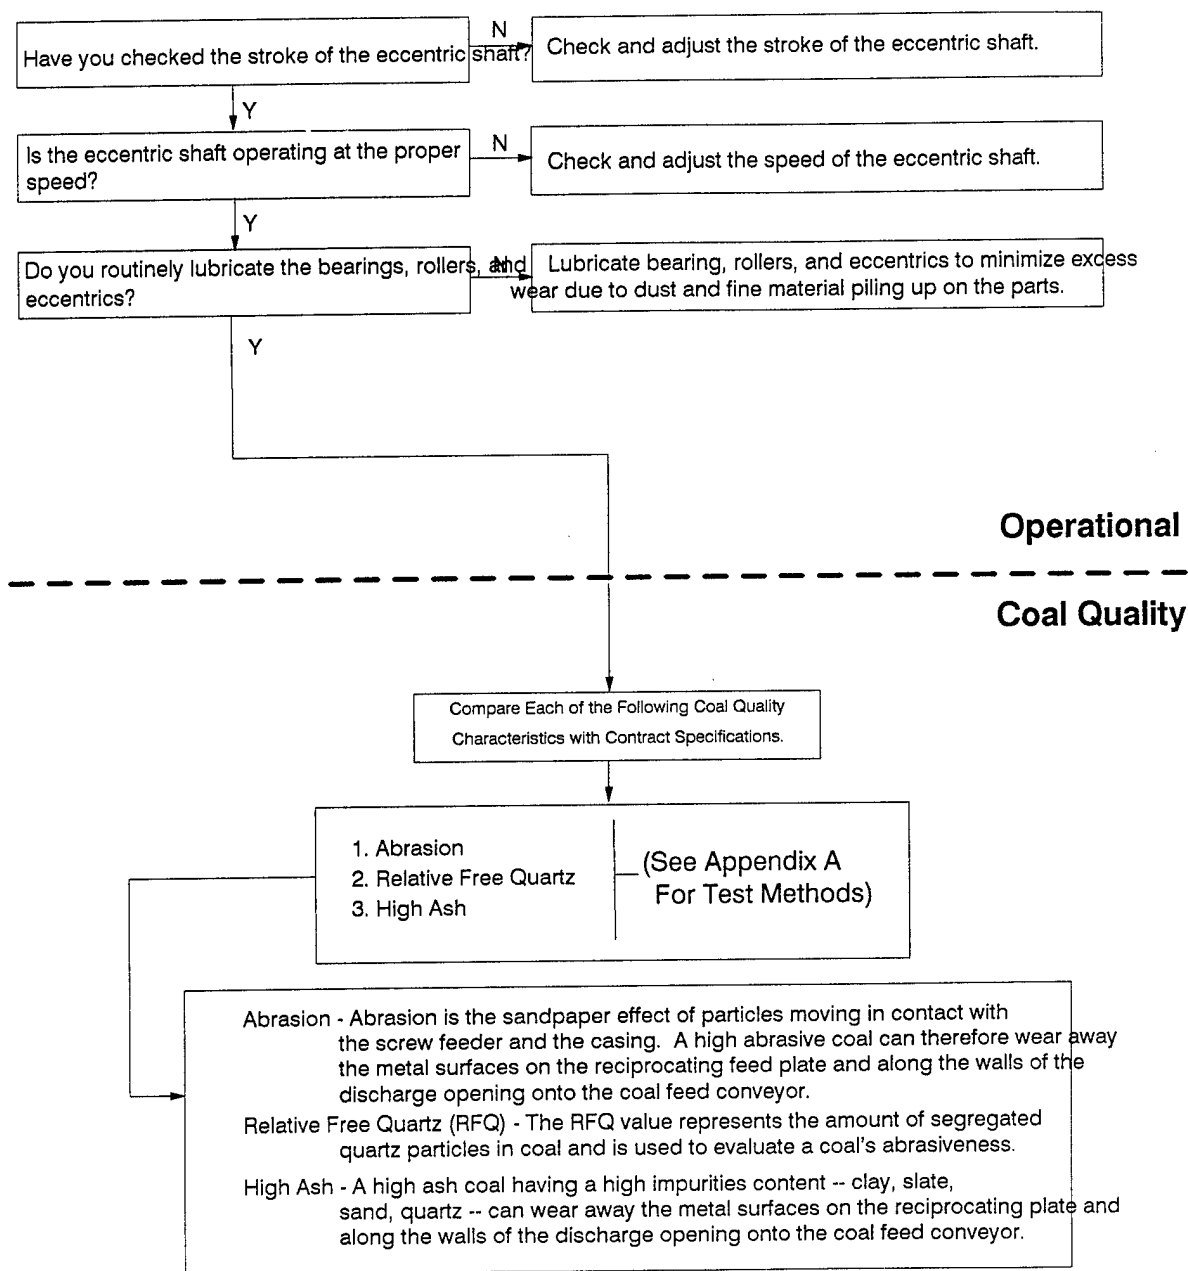 N
Have you checked the stroke of the eccentric shaft?
Check and adjust the stroke of the eccentric shaft.
Y
Is the eccentric shaft operating at the proper
speed?
N
Check and adjust the speed of the eccentric shaft.
Y
Do you routinely lubricate the bearings, rollers, and
eccentrics?
N
Lubricate bearing, rollers, and eccentrics to minimize excess
wear due to dust and fine material piling up on the parts.
Y
Operational
Coal Quality
Compare Each of the Following Coal Quality
Characteristics with Contract Specifications.
1. Abrasion
2. Relative Free Quartz
3. High Ash
(See Appendix A
For Test Methods)
Abrasion - Abrasion is the sandpaper effect of particles moving in contact with
the screw feeder and the casing. A high abrasive coal can therefore wear away
the metal surfaces on the reciprocating feed plate and along the walls of the
discharge opening onto the coal feed conveyor.
Relative Free Quartz (RFQ) - The RFQ value represents the amount of segregated
quartz particles in coal and is used to evaluate a coal's abrasiveness.
High Ash - A high ash coal having a high impurities content -- clay, slate,
sand, quartz -- can wear away the metal surfaces on the reciprocating plate and
along the walls of the discharge opening onto the coal feed conveyor.